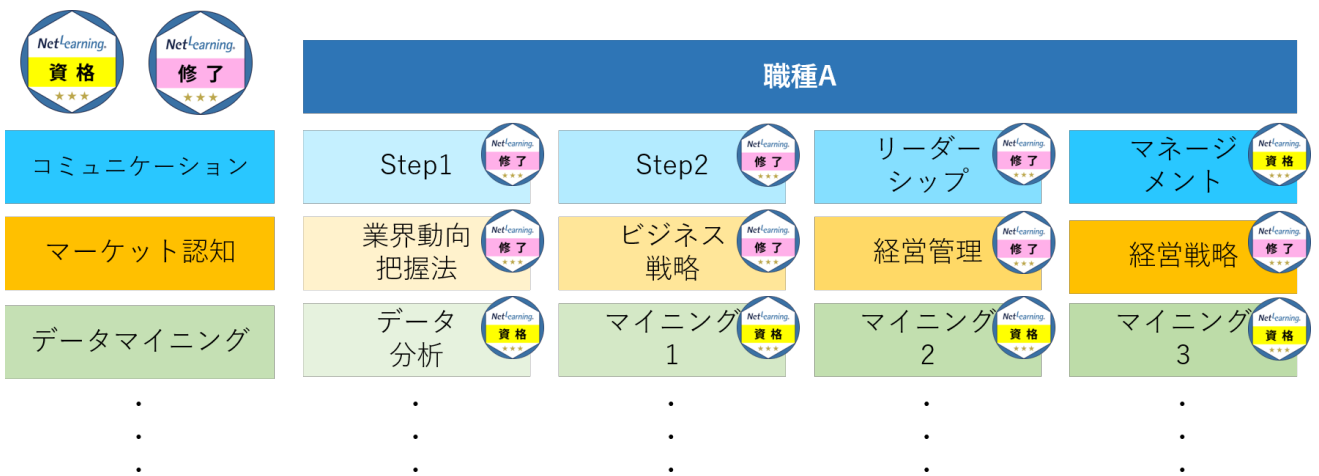 NetLearning.
資格
NetLearning.
修了
職種A
コミュニケーション
Step1
NetLearning.
修了
Step2
NetLearning.
修了
リーダー
シップ
NetLearning.
修了
マネージ
メント
NetLearning.
資格
マーケット認知
業界動向
把握法
NetLearning.
修了
ビジネス
戦略
NetLearning.
修了
経営管理
NetLearning.
修了
経営戦略
NetLearning.
修了
データマイニング
データ
分析
NetLearning.
資格
マイニング
1
NetLearning.
資格
マイニング
2
NetLearning.
資格
マイニング
3
NetLearning.
資格